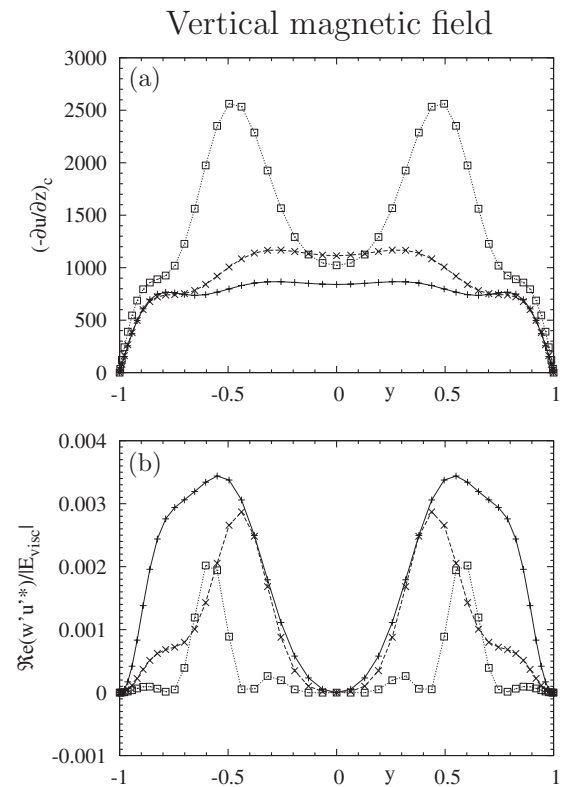 Vertical magnetic field
(a)
3000
2500
2000
1500
1000
500
0
(-∂u/∂z)c
-1 -0.5 0 y 0.5 1
(b)
0.004
0.003
0.002
0.001
0
-0.001
ℜe(w'u'*)/|Evisc|
-1 -0.5 0 y 0.5 1